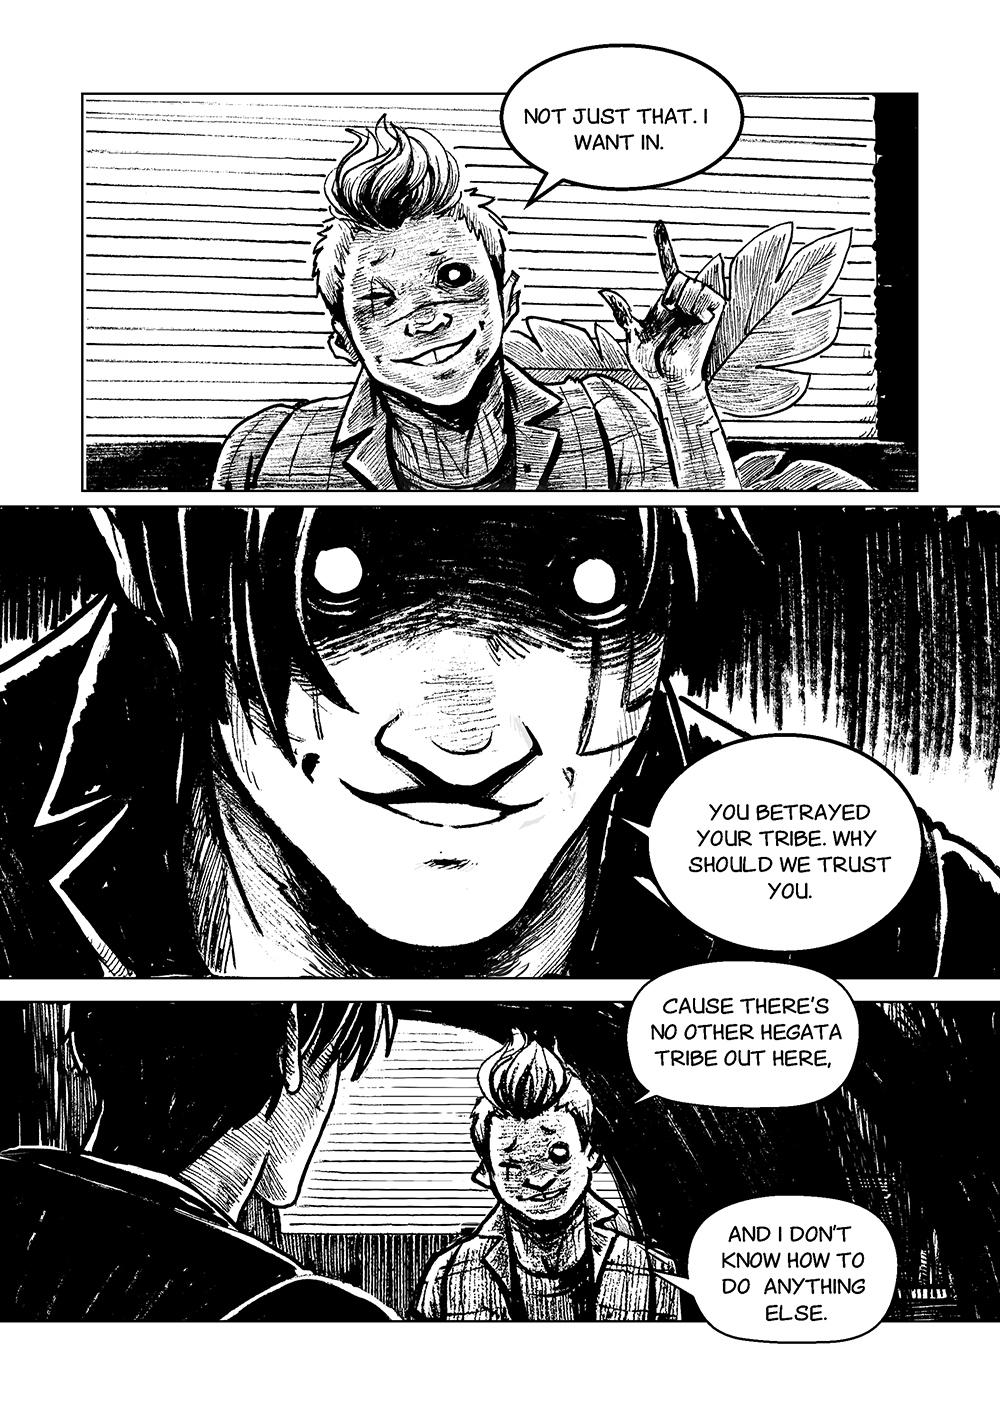 NOT JUST THAT. I
WANT IN.
YOU BETRAYED
YOUR TRIBE. WHY
SHOULD WE TRUST
YOU.
CAUSE THERE'S
NO OTHER HEGATA
TRIBE OUT HERE,
AND I DON'T
KNOW HOW TO
DO ANYTHING
ELSE.